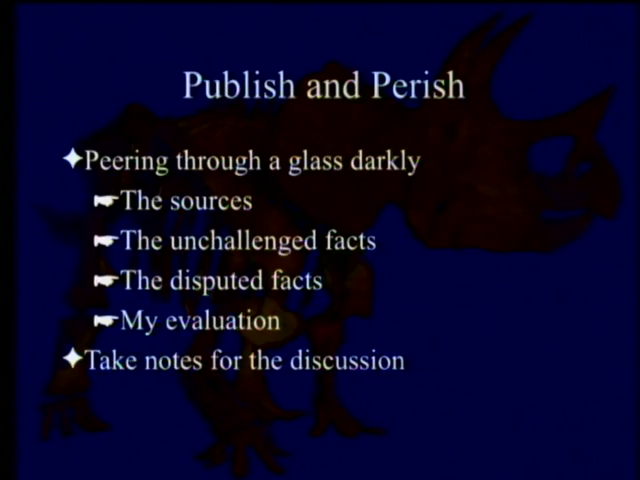 Publish and Perish
Peering through a glass darkly
The sources
The unchallenged facts
The disputed facts
My evaluation
Take notes for the discussion